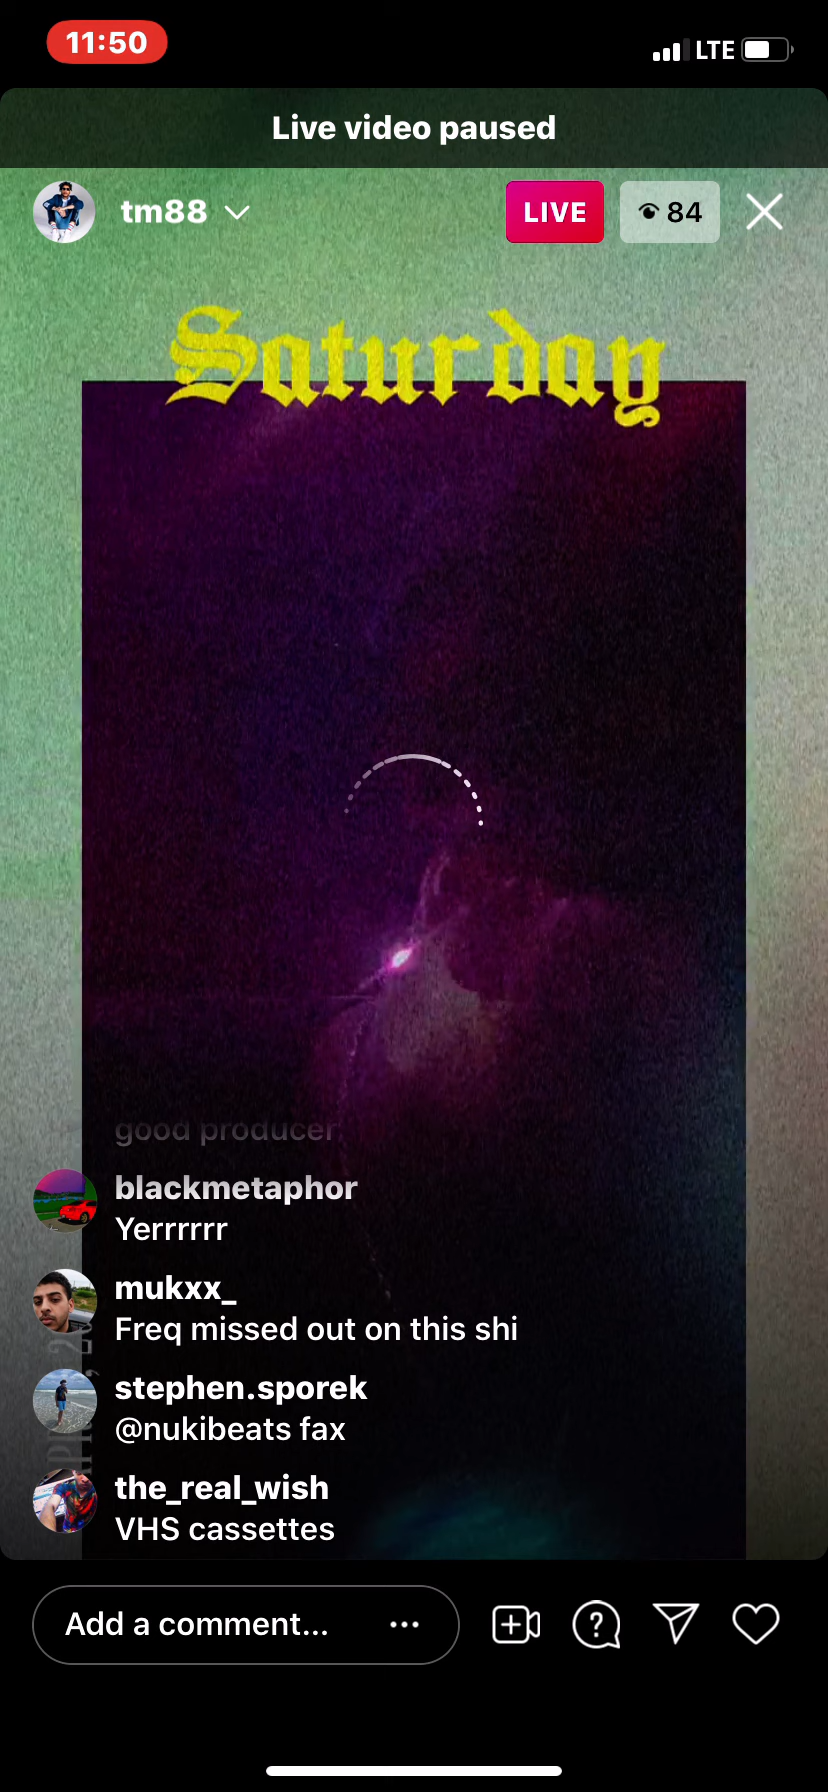 11:50
LTE
Live video paused
tm88
LIVE
84
Saturday
good producer
blackmetaphor
Yerrrrrr
mukxx_
Freq missed out on this shi
stephen.sporek
@nukibeats fax
the_real_wish
VHS cassettes
Add a comment...